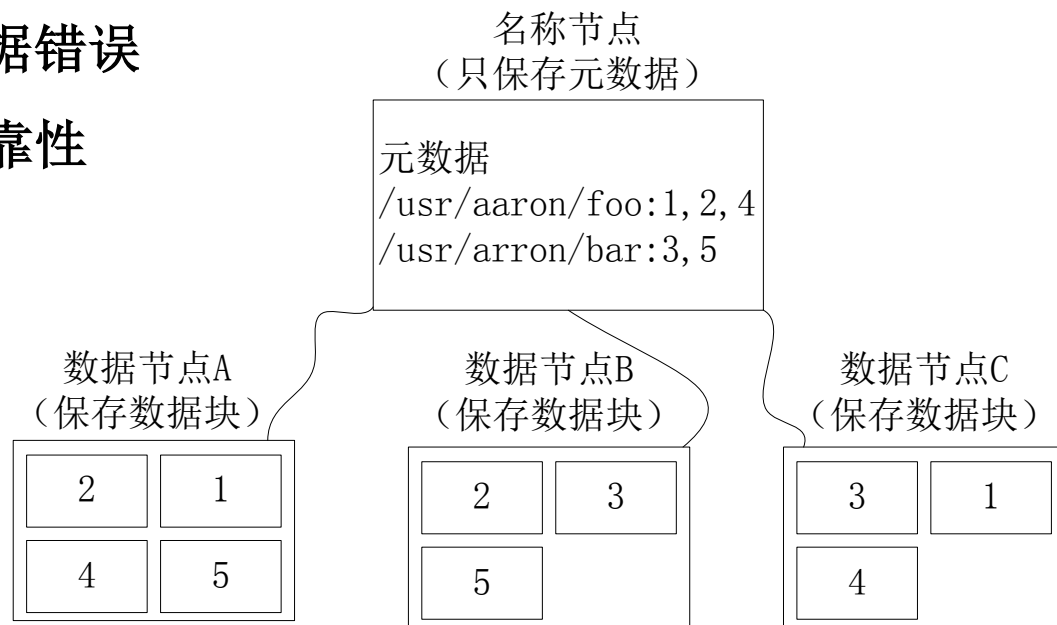 据错误
靠性
名称节点
（只保存元数据）
元数据
/usr/aaron/foo:1,2,4
/usr/arron/bar:3,5
数据节点A
（保存数据块）
2 1
4 5
数据节点B
（保存数据块）
2 3
5
数据节点C
（保存数据块）
3 1
4